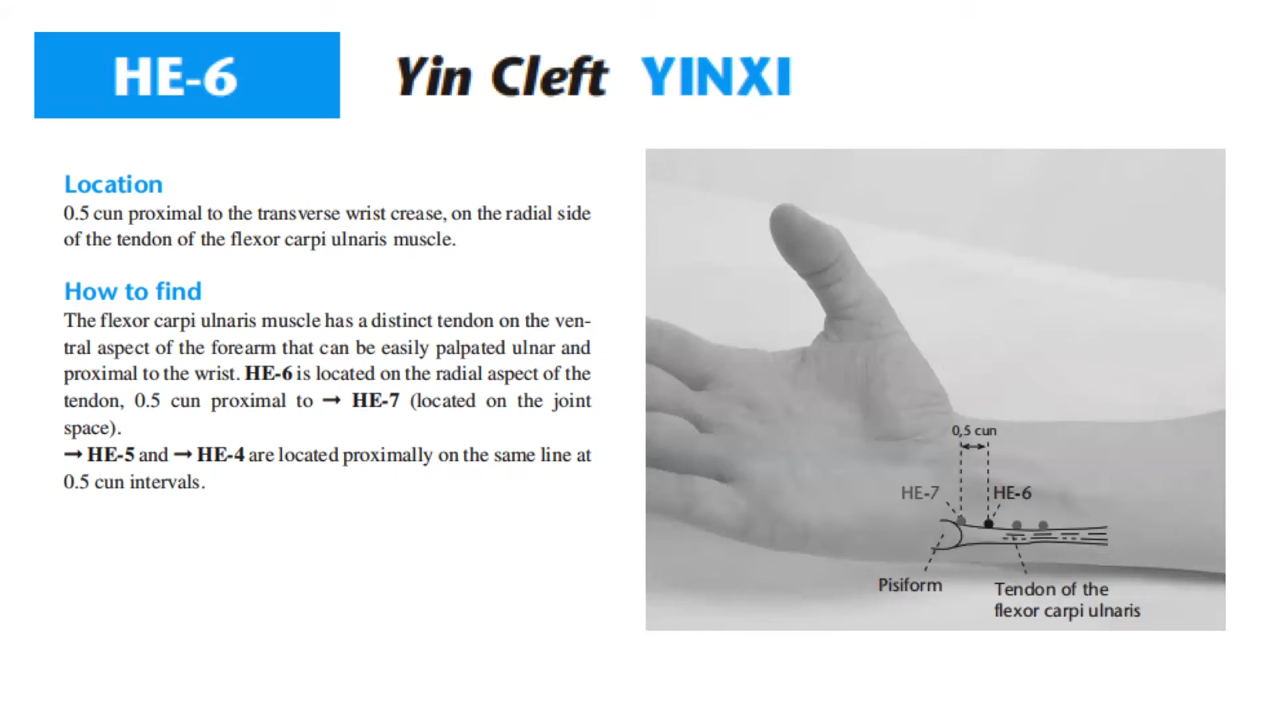 HE-6
Yin Cleft YINXI
Location
0.5 cun proximal to the transverse wrist crease, on the radial side
of the tendon of the flexor carpi ulnaris muscle.
How to find
The flexor carpi ulnaris muscle has a distinct tendon on the ven-
tral aspect of the forearm that can be easily palpated ulnar and
proximal to the wrist. HE-6 is located on the radial aspect of the
tendon, 0.5 cun proximal to → HE-7 (located on the joint
space).
→ HE-5 and → HE-4 are located proximally on the same line at
0.5 cun intervals.
0,5 cun
HE-7
HE-6
Pisiform
Tendon of the
flexor carpi ulnaris